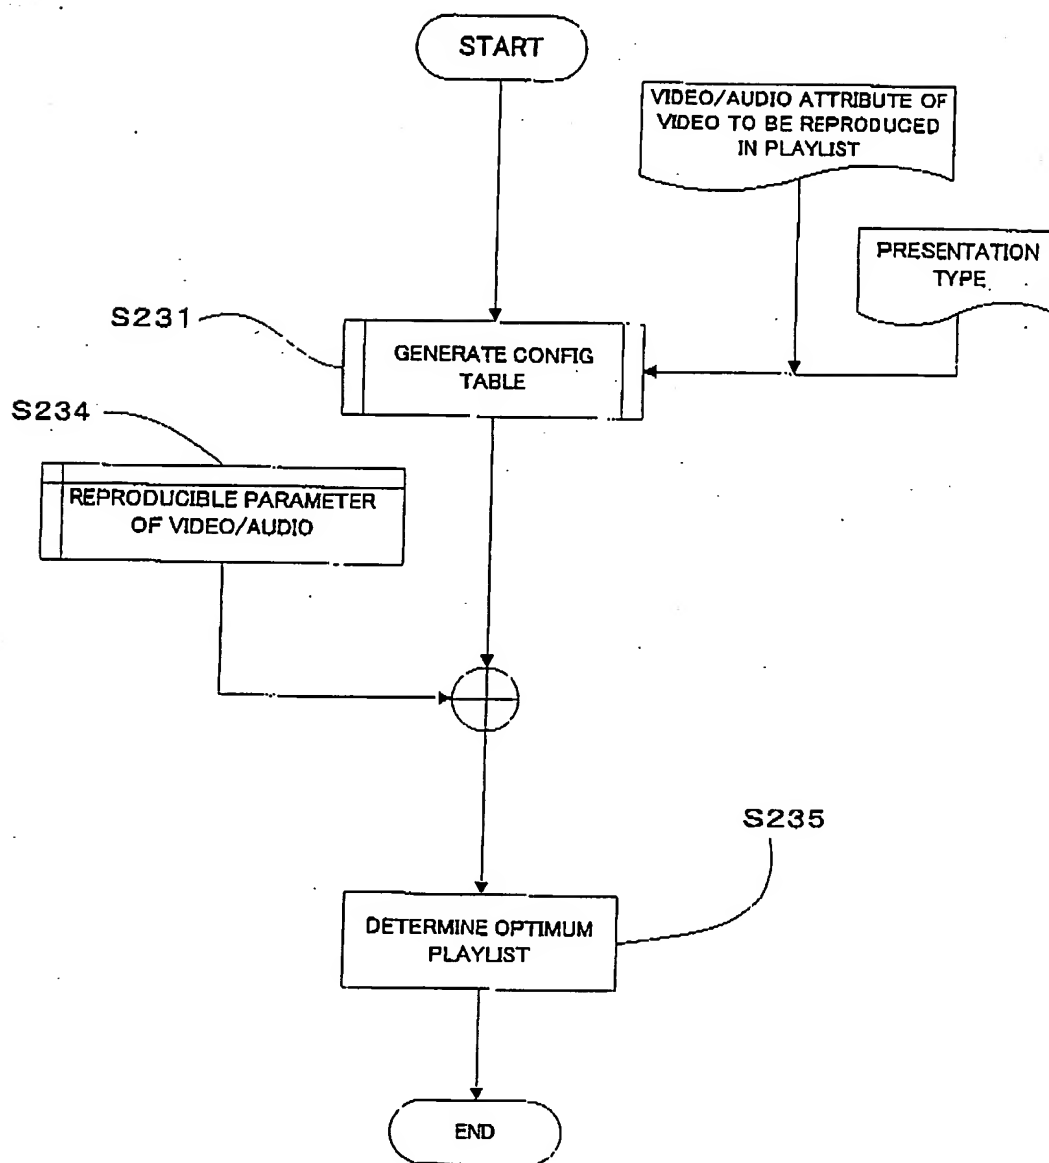 START
VIDEO/AUDIO ATTRIBUTE OF
VIDEO TO BE REPRODUCED
IN PLAYLIST
PRESENTATION
TYPE
S231
GENERATE CONFIG
TABLE
S234
REPRODUCIBLE PARAMETER
OF VIDEO/AUDIO
S235
DETERMINE OPTIMUM
PLAYLIST
END